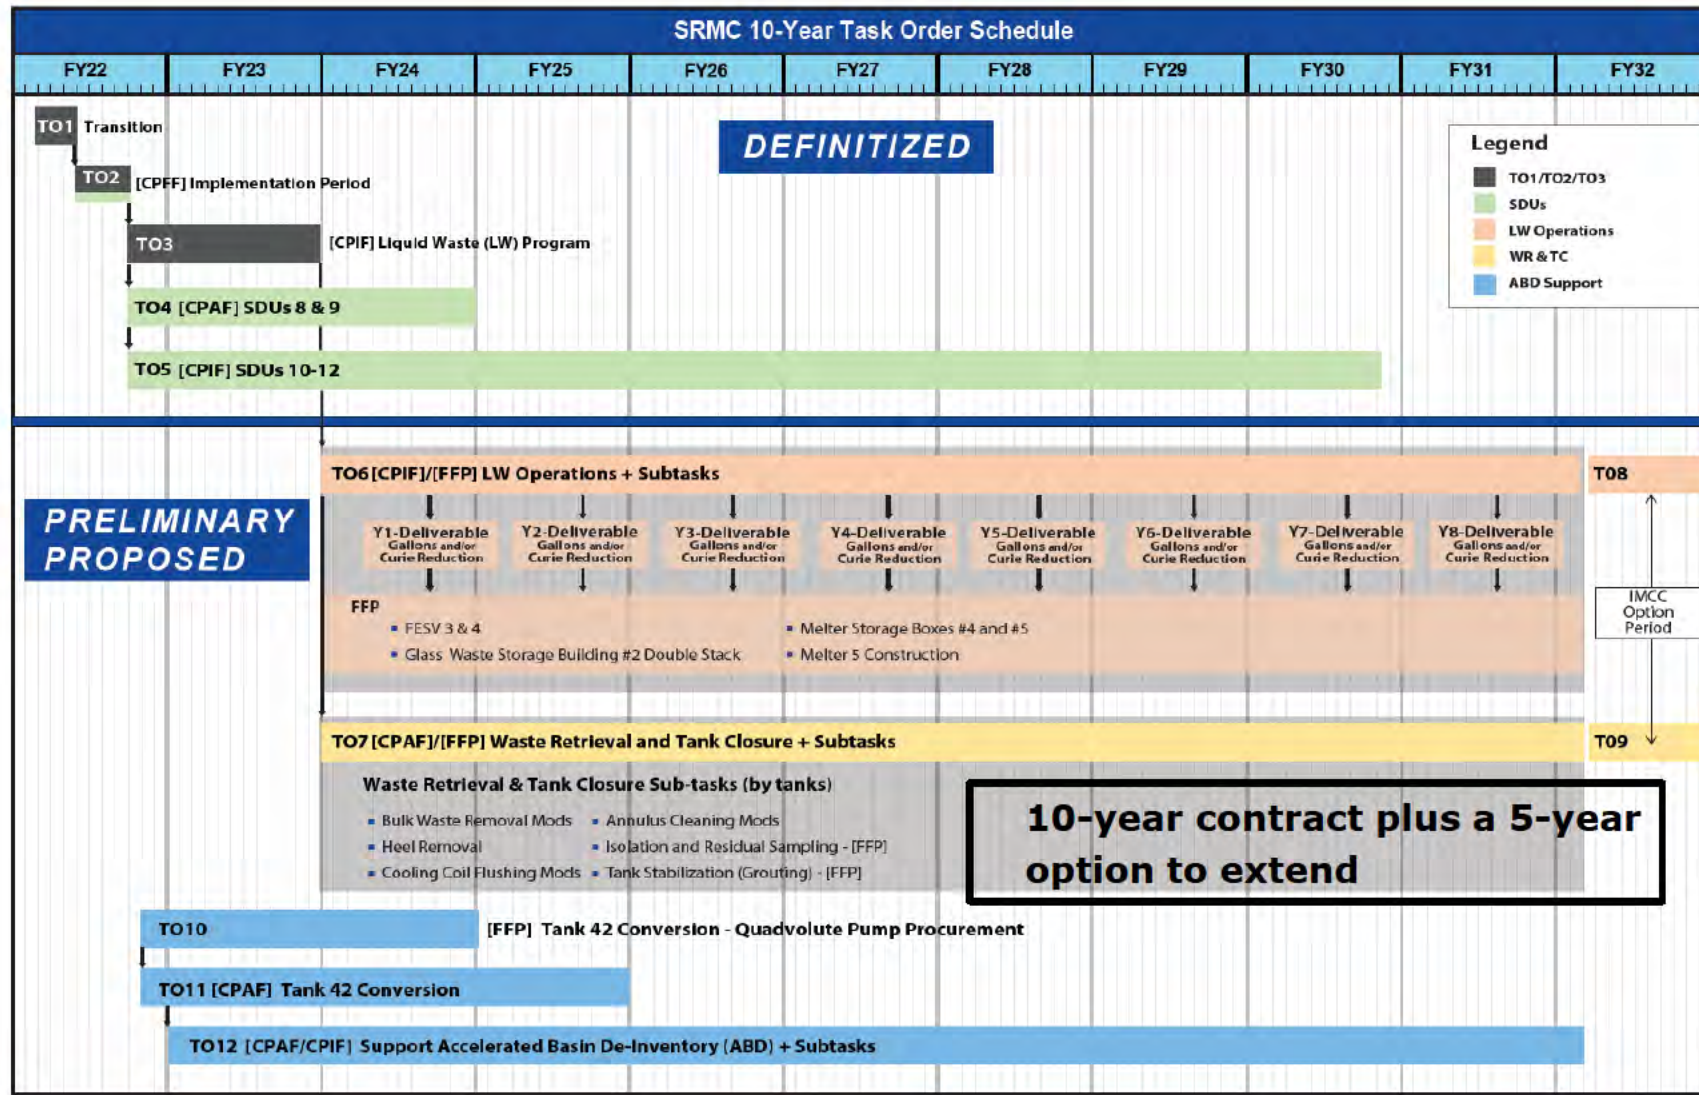 SRMC 10-Year Task Order Schedule
FY22 FY23 FY24 FY25 FY26 FY27 FY28 FY29 FY30 FY31 FY32
TO1 Transition
DEFINITIZED
Legend
TO1/TO2/TO3
SDUs
LW Operations
WR & TC
ABD Support
TO2 [CPFF] Implementation Period
TO3 [CPIF] Liquid Waste (LW) Program
TO4 [CPAF] SDUs 8 & 9
TO5 [CPIF] SDUs 10-12
PRELIMINARY
PROPOSED
TO6 [CPIF]/[FFP] LW Operations + Subtasks
T08
Y1-Deliverable
Gallons and/or
Curie Reduction
Y2-Deliverable
Gallons and/or
Curie Reduction
Y3-Deliverable
Gallons and/or
Curie Reduction
Y4-Deliverable
Gallons and/or
Curie Reduction
Y5-Deliverable
Gallons and/or
Curie Reduction
Y6-Deliverable
Gallons and/or
Curie Reduction
Y7-Deliverable
Gallons and/or
Curie Reduction
Y8-Deliverable
Gallons and/or
Curie Reduction
IMCC
Option
Period
FFP
▪ FESV 3 & 4
▪ Glass Waste Storage Building #2 Double Stack
▪ Melter Storage Boxes #4 and #5
▪ Melter 5 Construction
TO7 [CPAF]/[FFP] Waste Retrieval and Tank Closure + Subtasks
T09
Waste Retrieval & Tank Closure Sub-tasks (by tanks)
▪ Bulk Waste Removal Mods
▪ Heel Removal
▪ Cooling Coil Flushing Mods
▪ Annulus Cleaning Mods
▪ Isolation and Residual Sampling - [FFP]
▪ Tank Stabilization (Grouting) - [FFP]
10-year contract plus a 5-year
option to extend
TO10 [FFP] Tank 42 Conversion - Quadvolute Pump Procurement
TO11 [CPAF] Tank 42 Conversion
TO12 [CPAF/CPIF] Support Accelerated Basin De-Inventory (ABD) + Subtasks